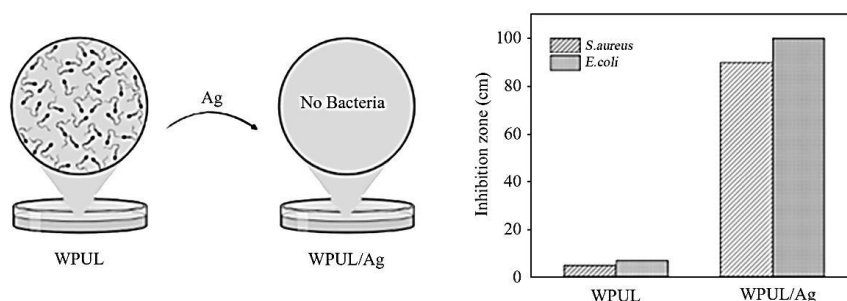 Ag
No Bacteria
WPUL
WPUL/Ag
Inhibition zone (cm)
100
80
60
40
20
0
S.aureus
E.coli
WPUL
WPUL/Ag